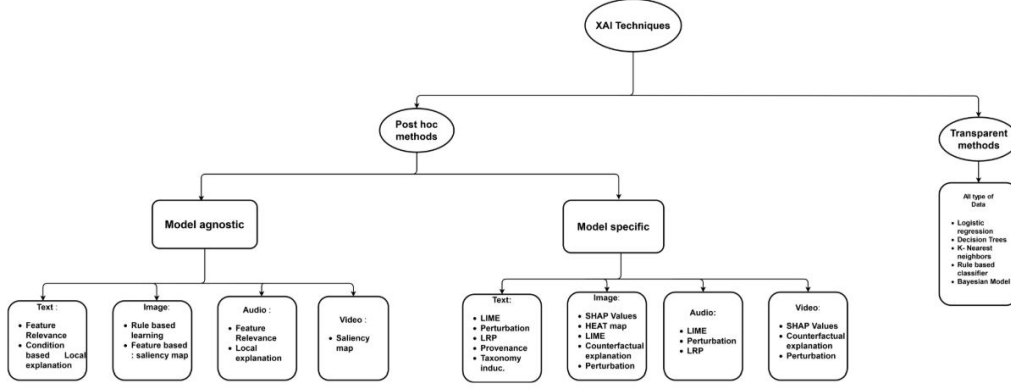 XAI Techniques
Post hoc
methods
Transparent
methods
Model agnostic
Model specific
All type of
Data
• Logistic
regression
• Decision Trees
• K- Nearest
neighbors
• Rule based
classifier
• Bayesian Model
Text :
• Feature
Relevance
• Condition
based Local
explanation
Image:
• Rule based
learning
• Feature based : saliency map
Audio :
• Feature
Relevance
• Local
explanation
Video :
• Saliency
map
Text:
• LIME
• Perturbation
• LRP
• Provenance
• Taxonomy
induc.
Image:
• SHAP Values
• HEAT map
• LIME
• Counterfactual
explanation
• Perturbation
Audio:
• LIME
• Perturbation
• LRP
Video:
• SHAP Values
• Counterfactual
explanation
• Perturbation